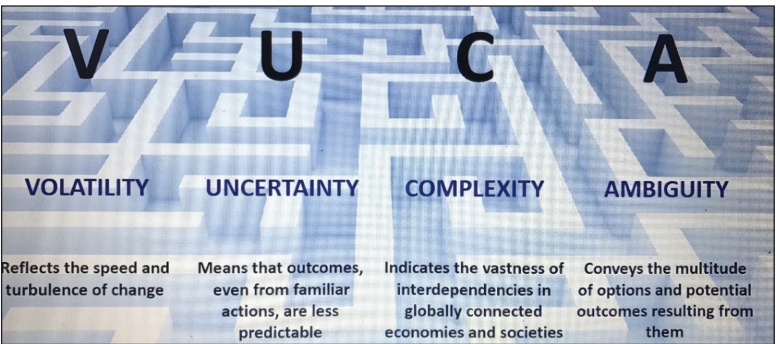 V U C A
VOLATILITY UNCERTAINTY COMPLEXITY AMBIGUITY
Reflects the speed and
turbulence of change
Means that outcomes,
even from familiar
actions, are less
predictable
Indicates the vastness of
interdependencies in
globally connected
economies and societies
Conveys the multitude
of options and potential
outcomes resulting from
them